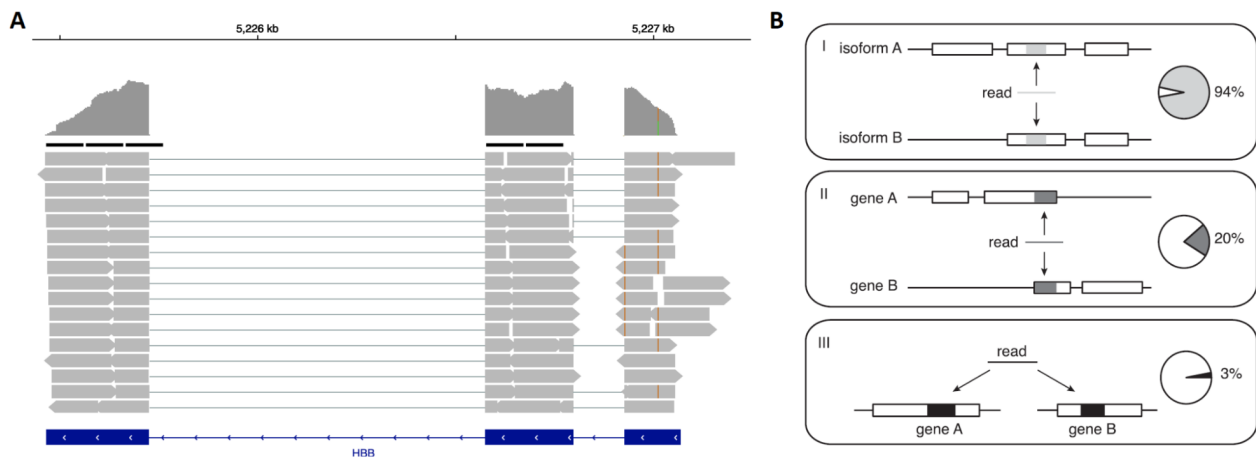 A
5,226 kb
5,227 kb
HBB
B
I
isoform A
read
isoform B
94%
II
gene A
read
gene B
20%
III
read
gene A
gene B
3%